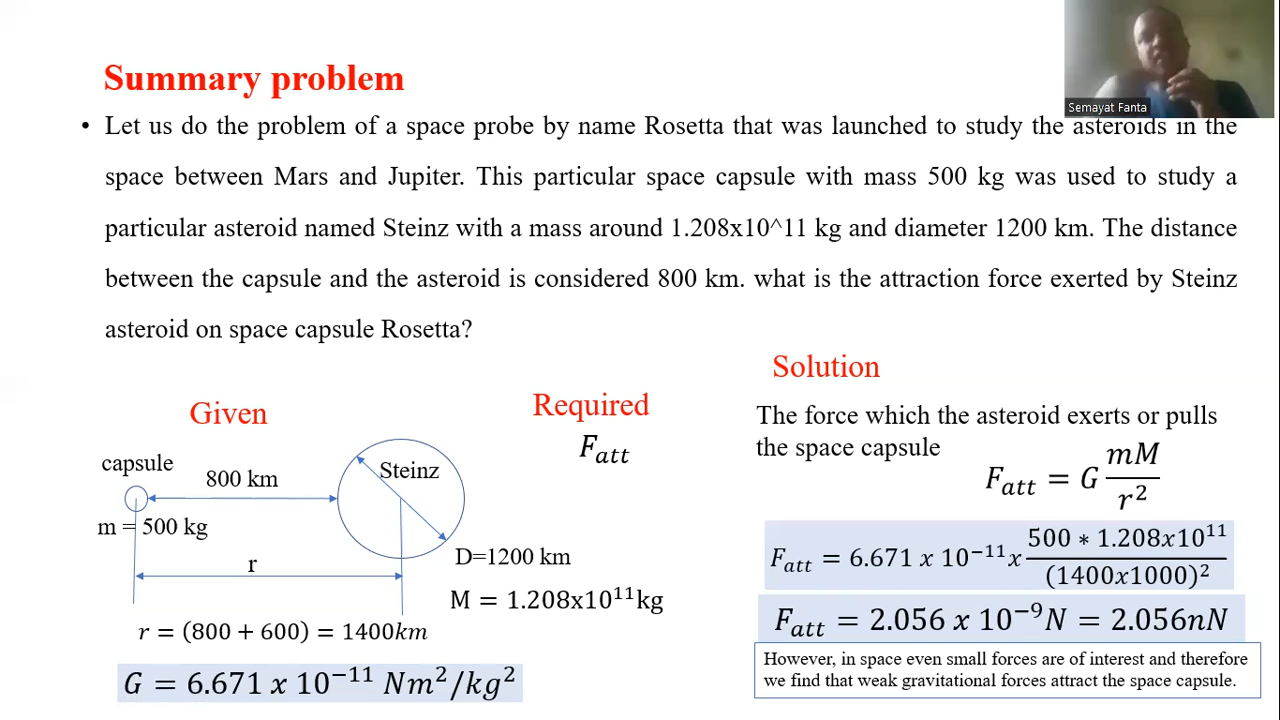 Semayat Fanta
Summary problem
• Let us do the problem of a space probe by name Rosetta that was launched to study the asteroids in the
space between Mars and Jupiter. This particular space capsule with mass 500 kg was used to study a
particular asteroid named Steinz with a mass around 1.208x10^11 kg and diameter 1200 km. The distance
between the capsule and the asteroid is considered 800 km. what is the attraction force exerted by Steinz
asteroid on space capsule Rosetta?
Given
capsule
800 km
Steinz
m = 500 kg
D=1200 km
r
M = 1.208x10¹¹kg
r = (800 + 600) = 1400km
G = 6.671 x 10⁻¹¹ Nm²/kg²
Required
F_att
Solution
The force which the asteroid exerts or pulls
the space capsule
F_att = G mM/r²
F_att = 6.671 x 10⁻¹¹x (500 * 1.208x10¹¹)/(1400x1000)²
F_att = 2.056 x 10⁻⁹N = 2.056nN
However, in space even small forces are of interest and therefore
we find that weak gravitational forces attract the space capsule.